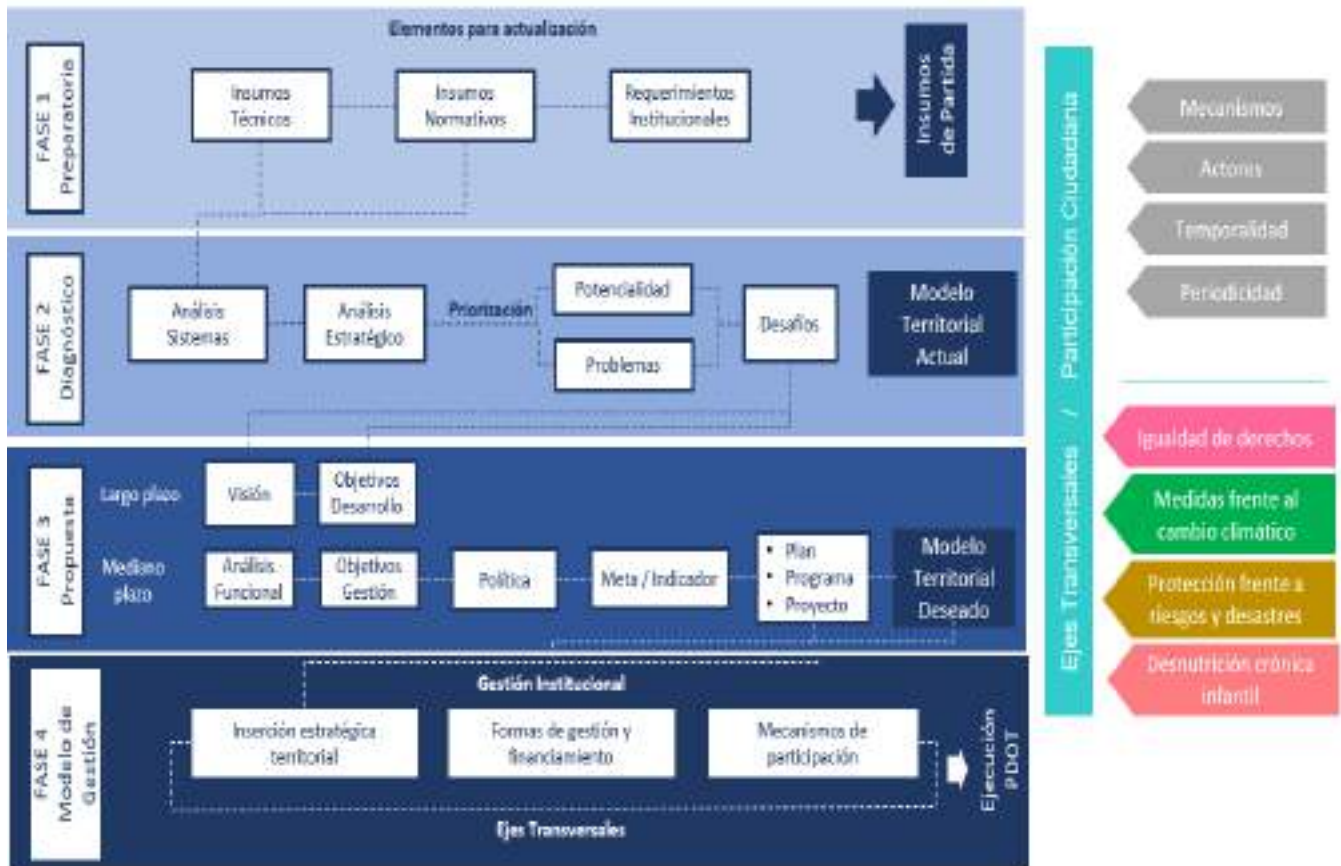 Elementos para actualización
FASE 1
Preparatoria
Insumos
Técnicos
Insumos
Normativos
Requerimientos
Institucionales
Insumos
de Partida
FASE 2
Diagnóstico
Análisis
Sistemas
Análisis
Estratégico
Priorización
Potencialidad
Problemas
Desafíos
Modelo
Territorial
Actual
FASE 3
Propuesta
Largo plazo
Visión
Objetivos
Desarrollo
Mediano
plazo
Análisis
Funcional
Objetivos
Gestión
Política
Meta / Indicador
• Plan
• Programa
• Proyecto
Modelo
Territorial
Deseado
FASE 4
Modelo de
Gestión
Gestión Institucional
Inserción estratégica
territorial
Formas de gestión y
financiamiento
Mecanismos de
participación
Ejes Transversales
Ejecución
PDOT
Ejes Transversales / Participación Ciudadana
Mecanismos
Actores
Temporalidad
Periodicidad
Igualdad de derechos
Medidas frente al
cambio climático
Protección frente a
riesgos y desastres
Desnutrición crónica
infantil